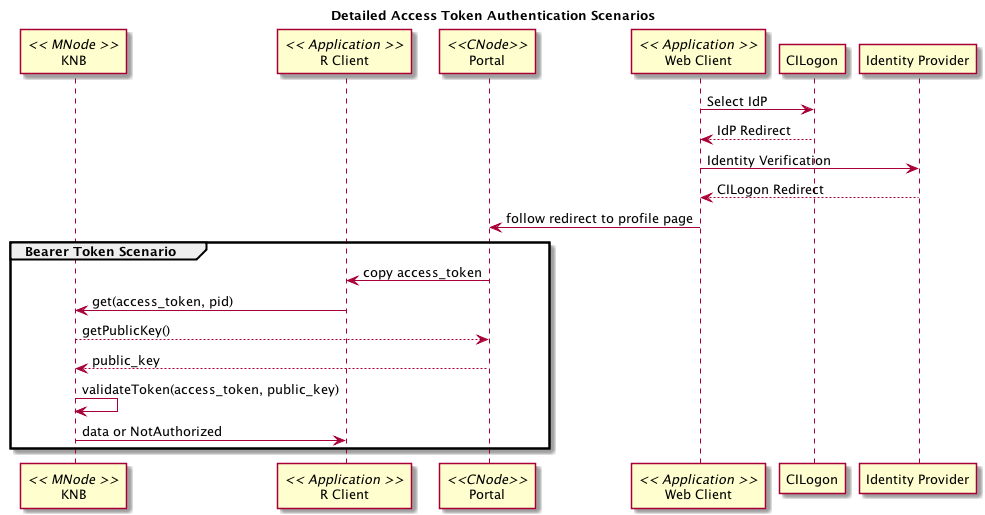 Detailed Access Token Authentication Scenarios
<< MNode >>
KNB
<< Application >>
R Client
<<CNode>>
Portal
<< Application >>
Web Client
CILogon
Identity Provider
Select IdP
IdP Redirect
Identity Verification
CILogon Redirect
follow redirect to profile page
Bearer Token Scenario
copy access_token
get(access_token, pid)
getPublicKey()
public_key
validateToken(access_token, public_key)
data or NotAuthorized
<< MNode >>
KNB
<< Application >>
R Client
<<CNode>>
Portal
<< Application >>
Web Client
CILogon
Identity Provider